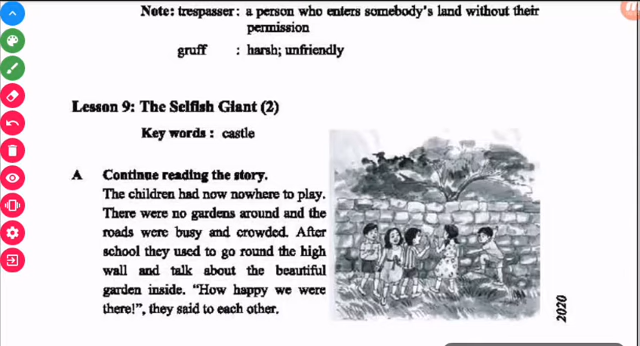 Note: trespasser: a person who enters somebody's land without their
permission
gruff : harsh; unfriendly
Lesson 9: The Selfish Giant (2)
Key words : castle
A Continue reading the story.
The children had now nowhere to play.
There were no gardens around and the
roads were busy and crowded. After
school they used to go round the high
wall and talk about the beautiful
garden inside. "How happy we were
there!", they said to each other.
2020